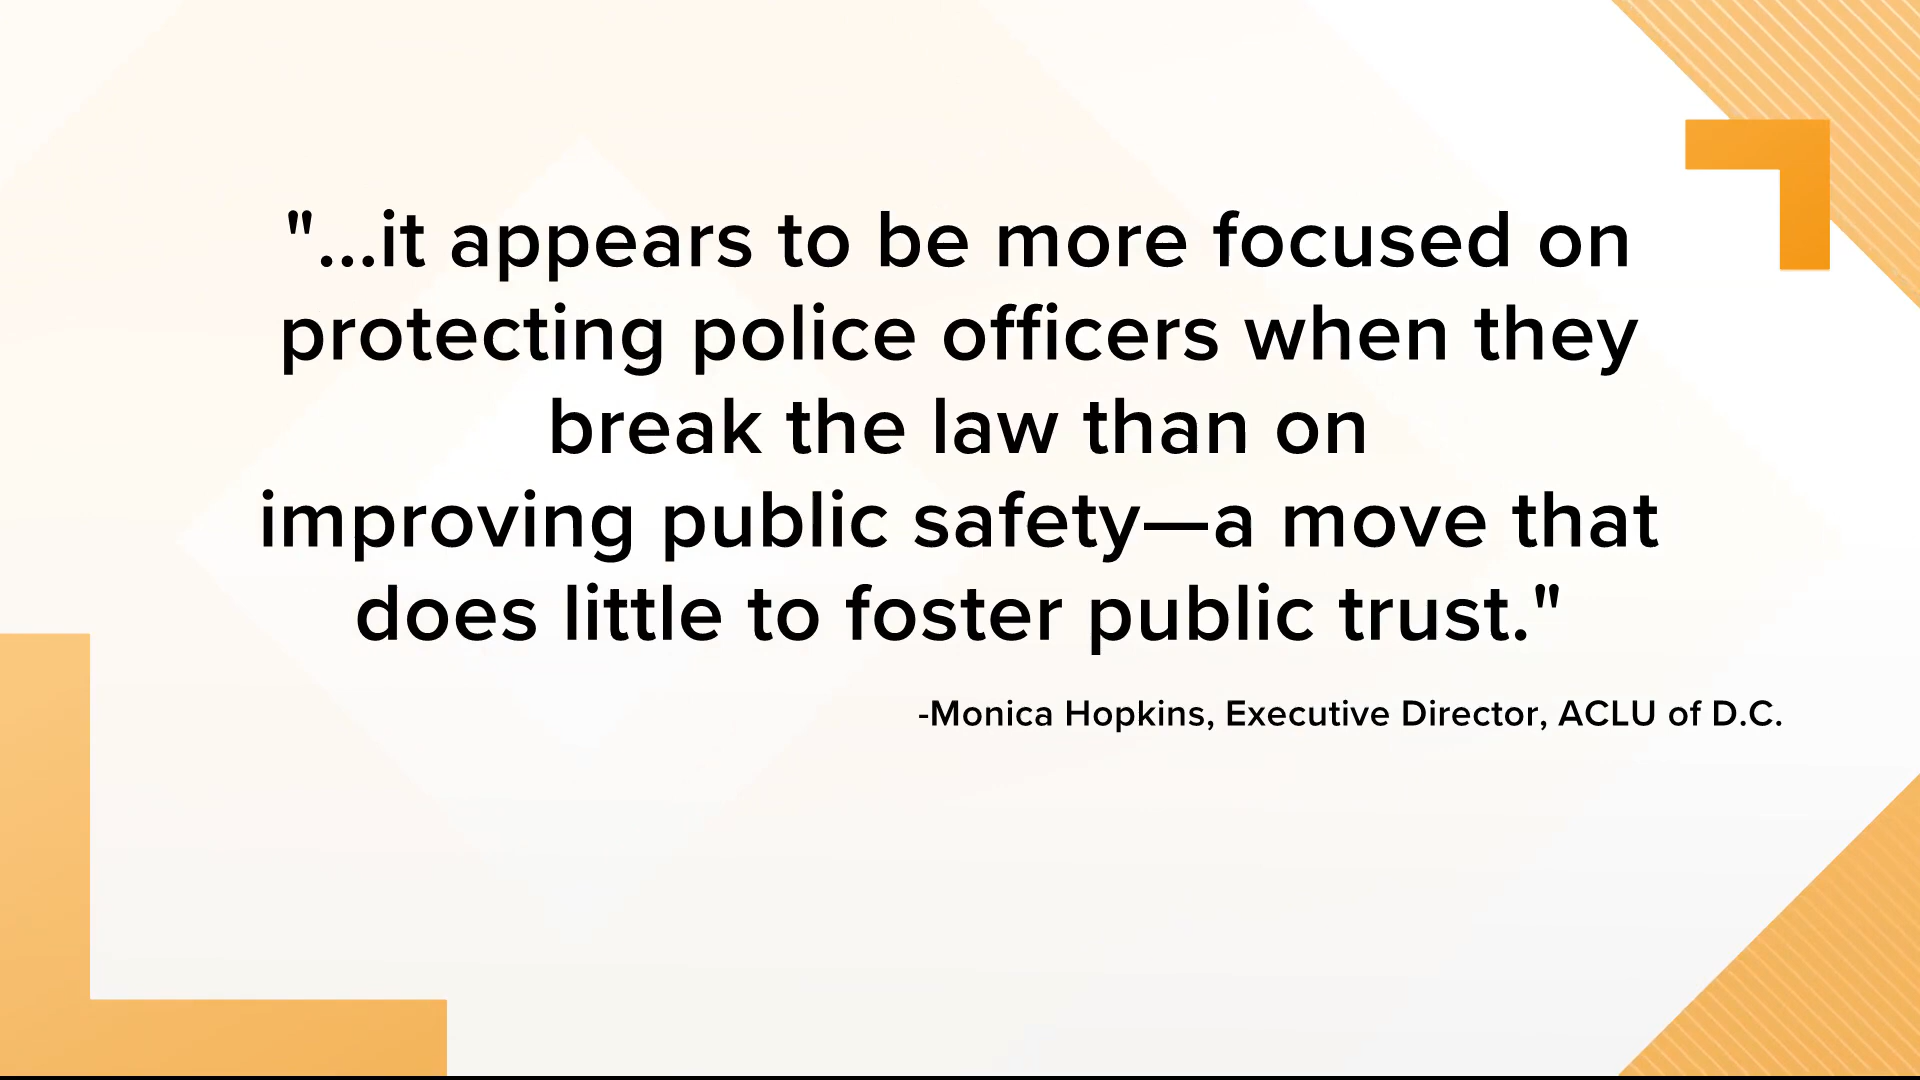 "...it appears to be more focused on
protecting police officers when they
break the law than on
improving public safety—a move that
does little to foster public trust."
-Monica Hopkins, Executive Director, ACLU of D.C.